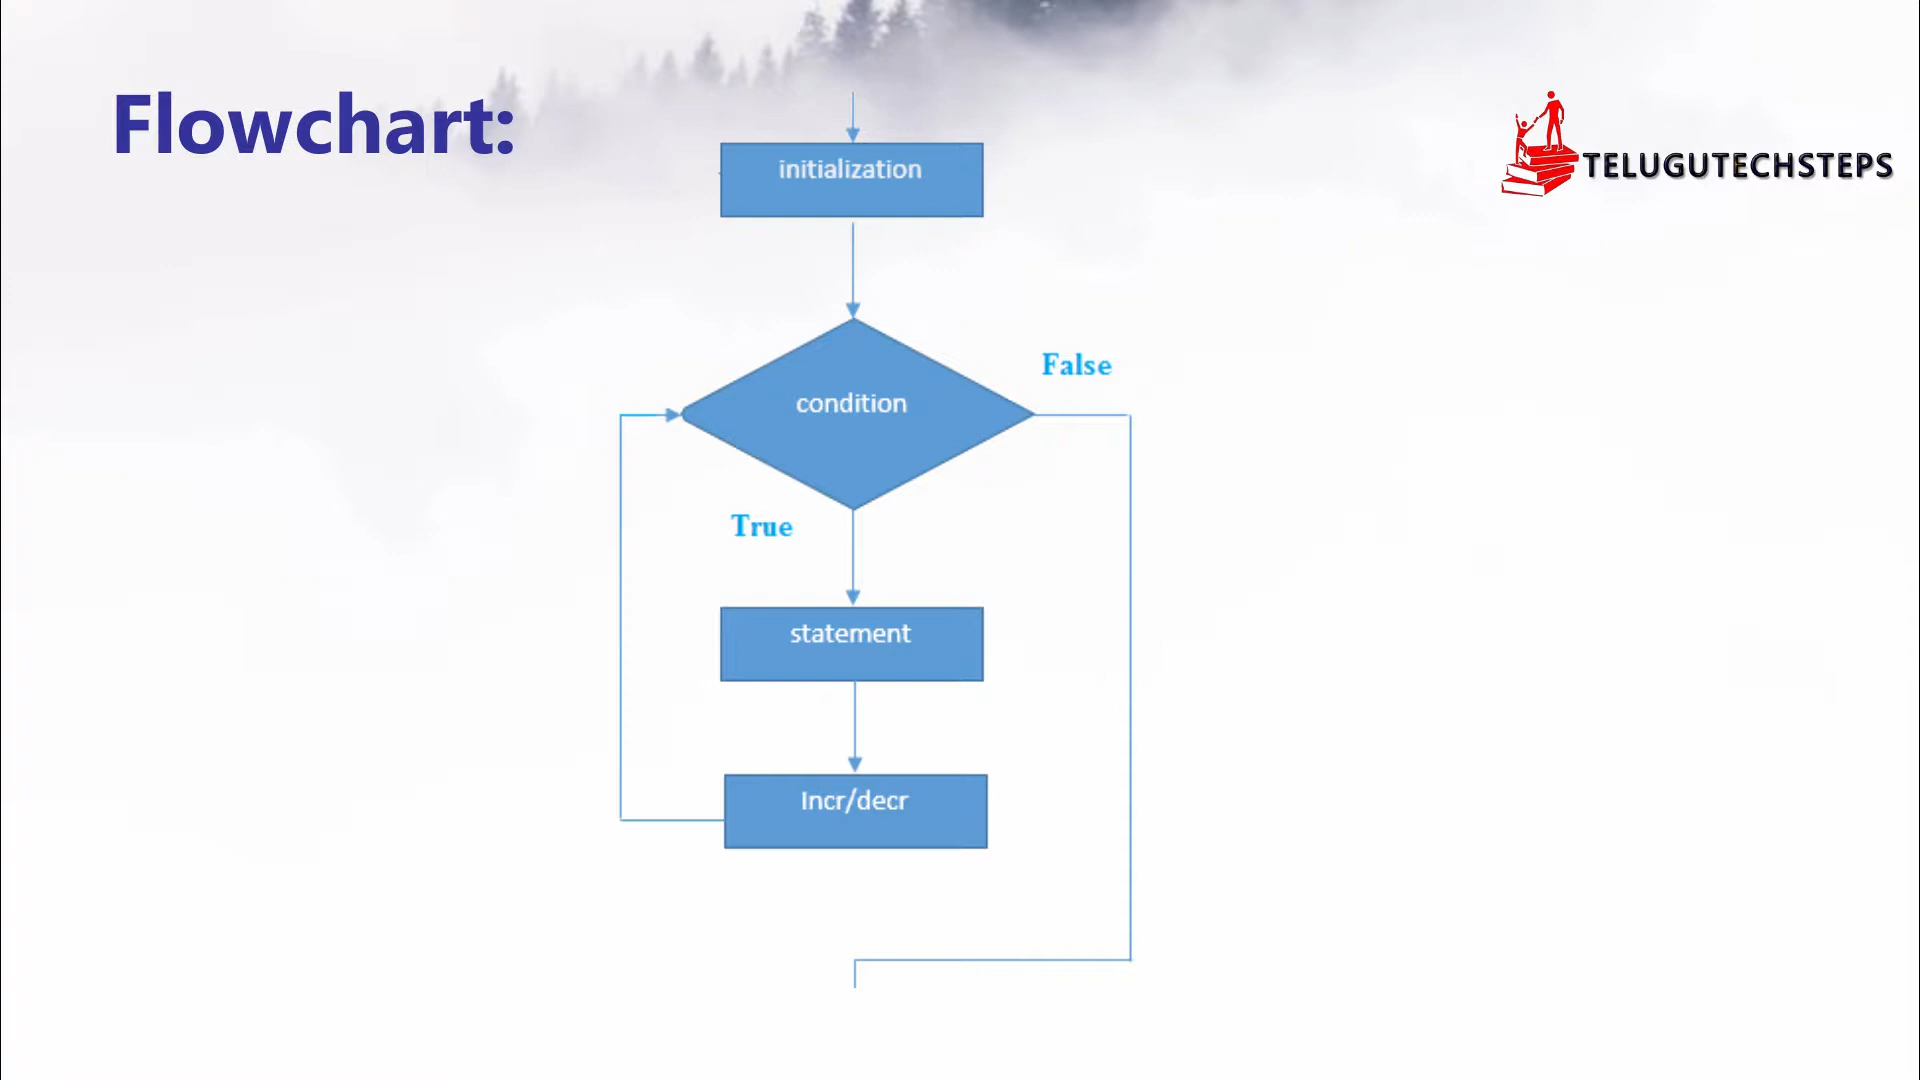 Flowchart:
TELUGUTECHSTEPS
initialization
False
condition
True
statement
Incr/decr